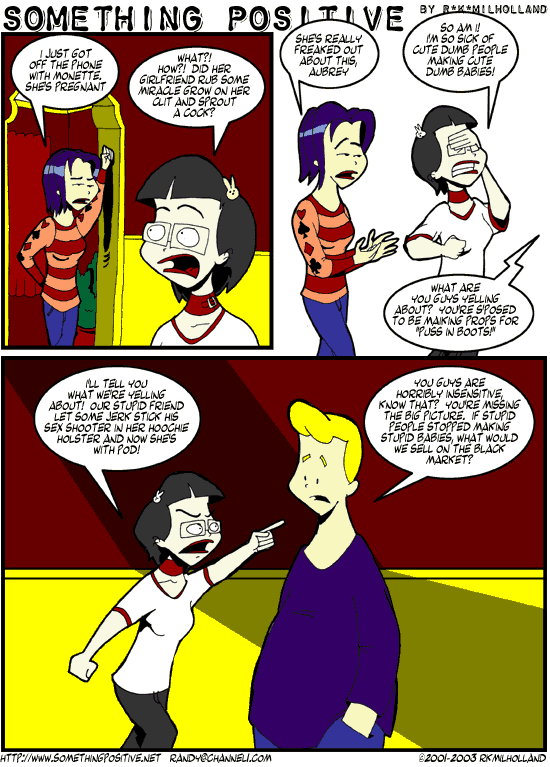 SOMETHING POSITIVE BY R*K*MILHOLLAND
I JUST GOT
OFF THE PHONE
WITH MONETTE.
SHE'S PREGNANT
WHAT?!
HOW?! DID HER
GIRLFRIEND RUB SOME
MIRACLE GROW ON HER
CLIT AND SPROUT
A COCK?
SHE'S REALLY
FREAKED OUT
ABOUT THIS,
AUBREY
SO AM I!
I'M SO SICK OF
CUTE DUMB PEOPLE
MAKING CUTE
DUMB BABIES!
WHAT ARE
YOU GUYS YELLING
ABOUT? YOU'RE S'POSED
TO BE MAIKING PROPS FOR
"PUSS IN BOOTS!"
I'LL TELL YOU
WHAT WE'RE YELLING
ABOUT! OUR STUPID FRIEND
LET SOME JERK STICK HIS
SEX SHOOTER IN HER HOOCHIE
HOLSTER AND NOW SHE'S
WITH POD!
YOU GUYS ARE
HORRIBLY INSENSITIVE,
KNOW THAT? YOU'RE MISSING
THE BIG PICTURE. IF STUPID
PEOPLE STOPPED MAKING
STUPID BABIES, WHAT WOULD
WE SELL ON THE BLACK
MARKET?
HTTP://WWW.SOMETHINGPOSITIVE.NET RANDY@CHANNEL1.COM ©2001-2003 RKMILHOLLAND